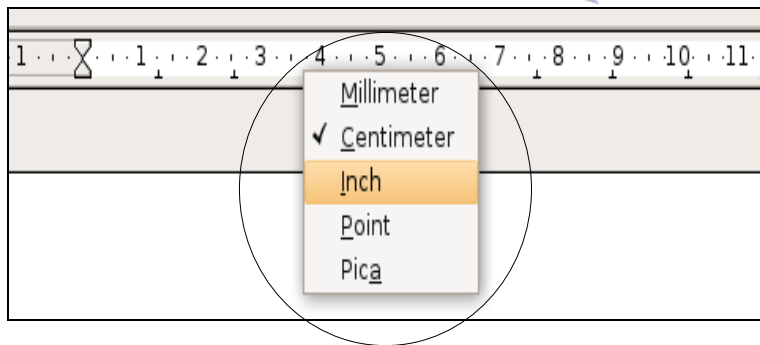 1 1 2 3 4 5 6 7 8 9 10 11
Millimeter
✓ Centimeter
Inch
Point
Pica